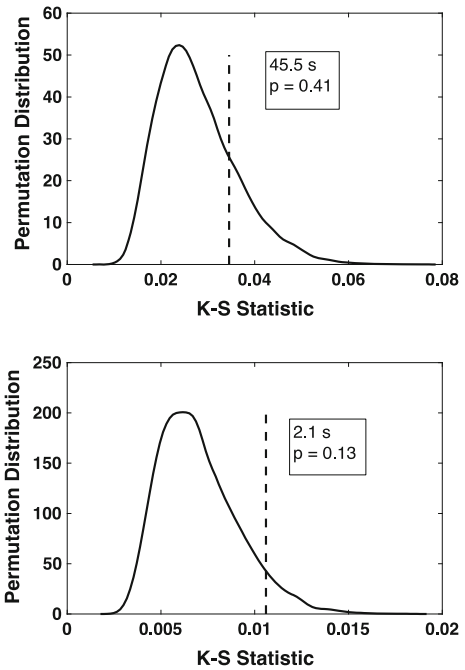 60
50
40
30
20
10
0
Permutation Distribution
45.5 s
p = 0.41
0 0.02 0.04 0.06 0.08
K-S Statistic
250
200
150
100
50
0
Permutation Distribution
2.1 s
p = 0.13
0 0.005 0.01 0.015 0.02
K-S Statistic